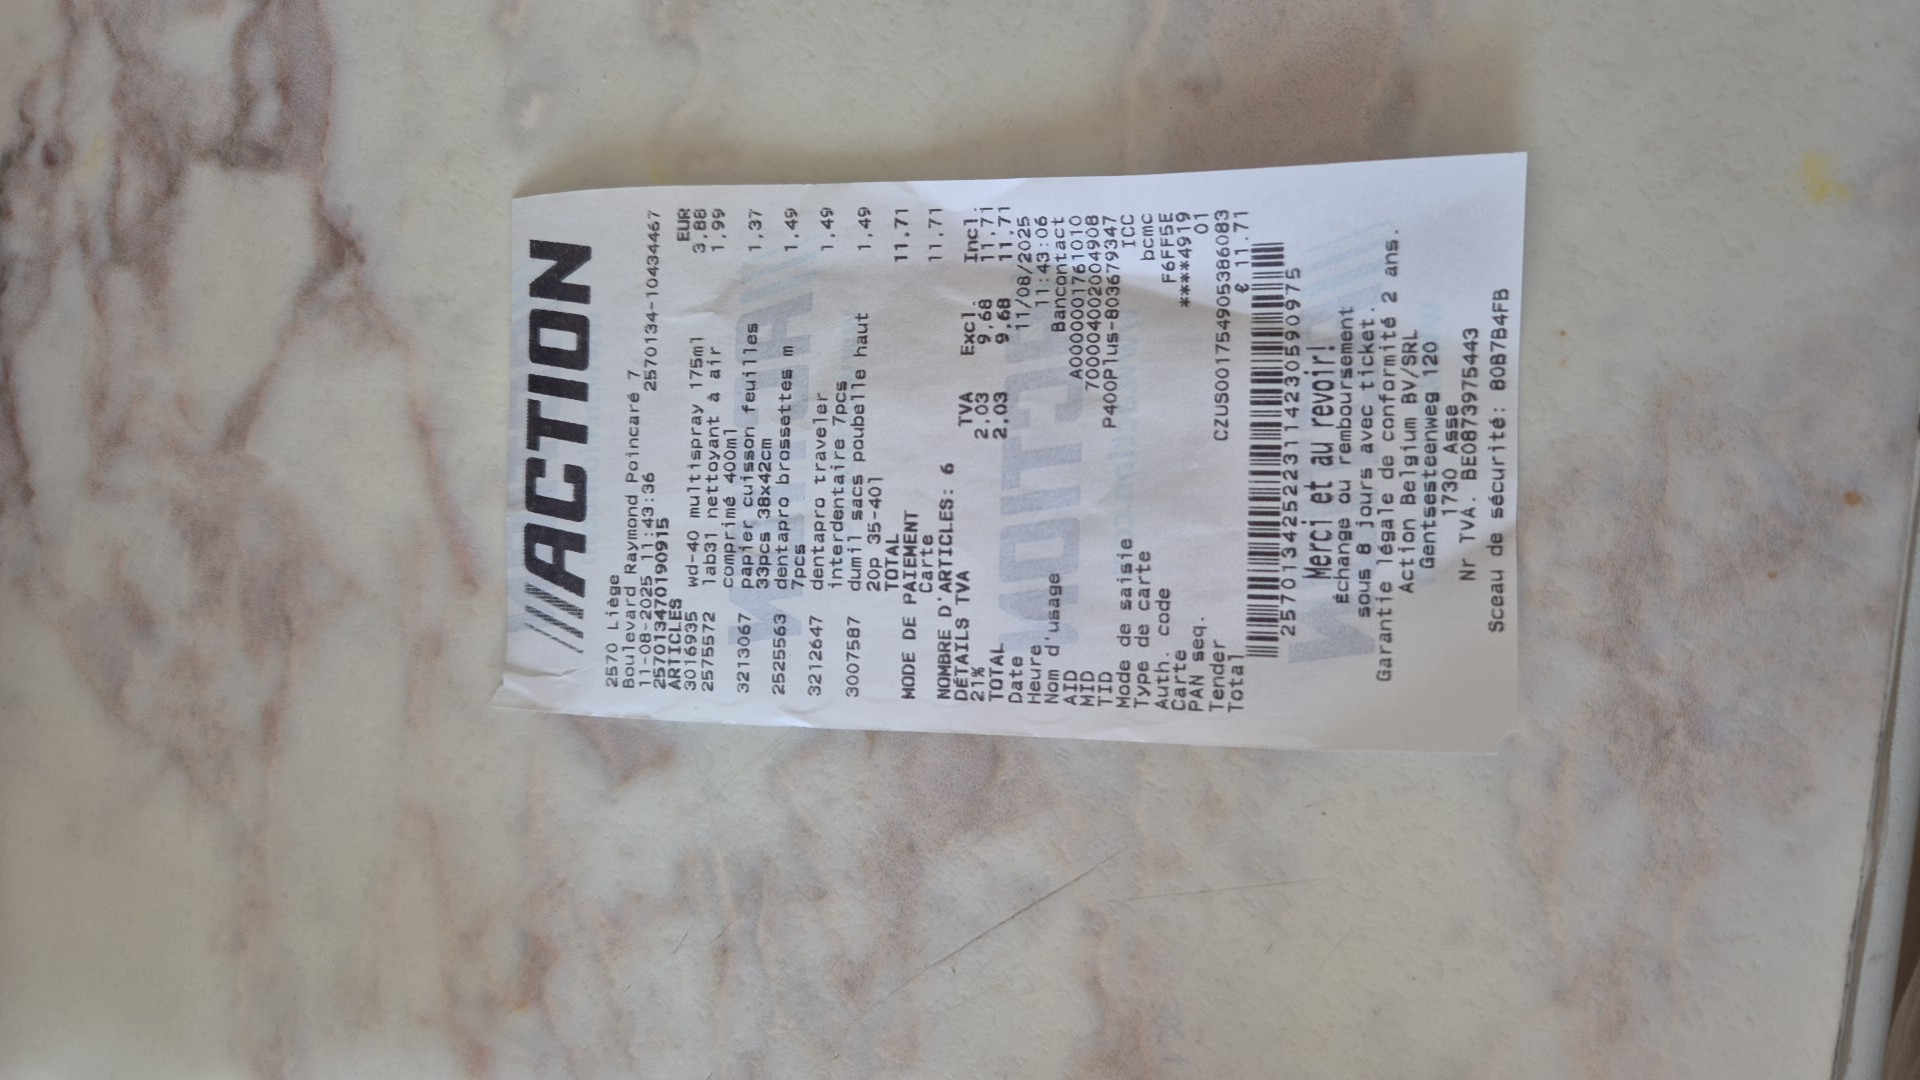 ///ACTION
2570 Liège
Boulevard Raymond Poincaré 7
11-08-2025 11:43:36 2570134-10434467
2570134701190915
ARTICLES EUR
3016935 wd-40 multispray 175ml 3,88
2575572 lab31 nettoyant à air 1,99
comprimé 400ml
3213067 papier cuisson feuilles 1,37
33pcs 38x42cm
2525563 dentapro brossettes m 1,49
7pcs
3212647 dentapro traveler 1,49
interdentaire 7pcs
3007587 dumil sacs poubelle haut 1,49
20p 35-40l
TOTAL 11,71
MODE DE PAIEMENT
Carte 11,71
NOMBRE D'ARTICLES: 6
DÉTAILS TVA TVA Excl. Incl.
21% 2,03 9,68 11,71
TOTAL 2,03 9,68 11,71
Date 11/08/2025
Heure 11:43:06
Nom d'usage Bancontact
AID A0000001761010
MID 700004002004908
TID P400Plus-803679347
Mode de saisie ICC
Type de carte bcmc
Auth. code F6FF5E
Carte ****4919
PAN seq. 01
Tender CZUS001754905386083
Total € 11.71
2570134252231142305909​75
Merci et au revoir!
Échange ou remboursement
sous 8 jours avec ticket.
Garantie légale de conformité 2 ans.
Action Belgium BV/SRL
Gentsesteenweg 120
1730 Asse
Nr TVA. BE0873975443
Sceau de sécurité: 80B7B4FB